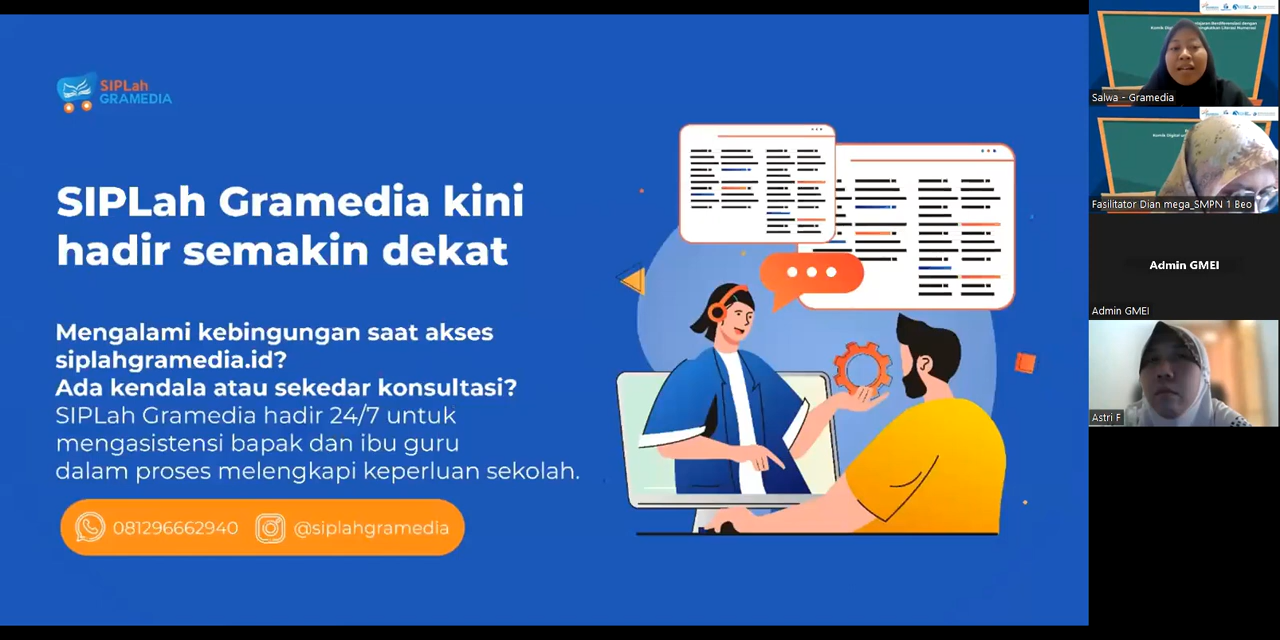 SIPLah
GRAMEDIA
SIPLah Gramedia kini
hadir semakin dekat
Mengalami kebingungan saat akses
siplahgramedia.id?
Ada kendala atau sekedar konsultasi?
SIPLah Gramedia hadir 24/7 untuk
mengasistensi bapak dan ibu guru
dalam proses melengkapi keperluan sekolah.
081296662940 @siplahgramedia
Salwa - Gramedia
Fasilitator Dian mega_SMPN 1 Beo
Admin GMEI
Admin GMEI
Astri F